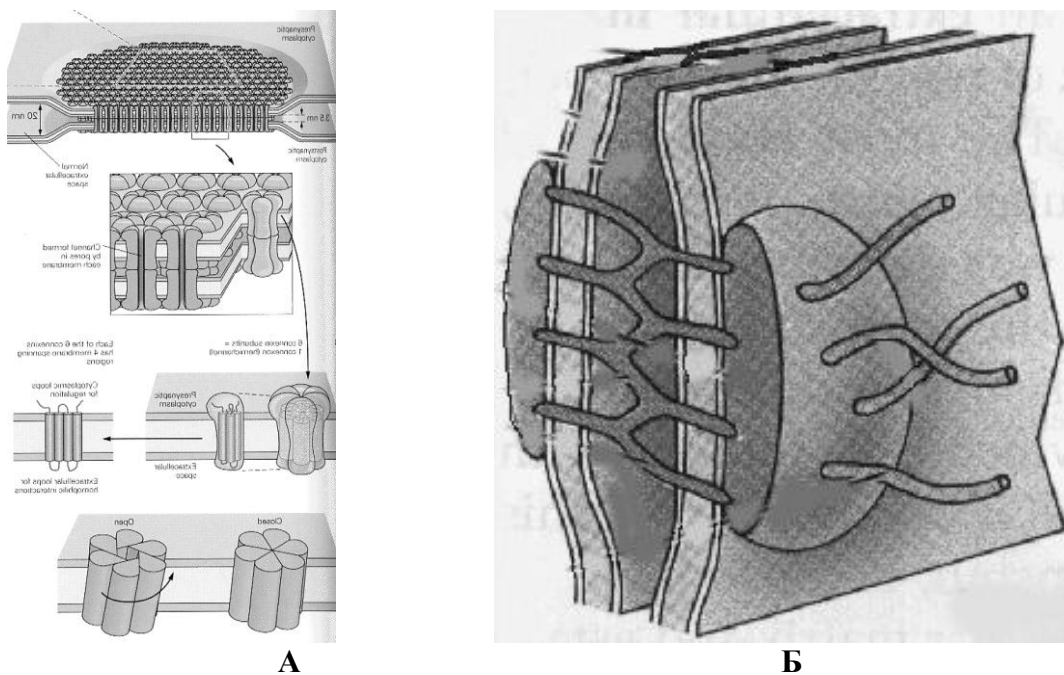 Presynaptic
cytoplasm
20 nm
3.5 nm
Normal
extracellular
space
Postsynaptic
cytoplasm
Channel formed
by pores in
each membrane
Each of the 6 connexins
has 4 membrane-spanning
regions
6 connexin subunits =
1 connexon (hemichannel)
Cytoplasmic loops
for regulation
Presynaptic
cytoplasm
Extracellular loops for
homophilic interactions
Extracellular
space
Open
Closed
А
Б